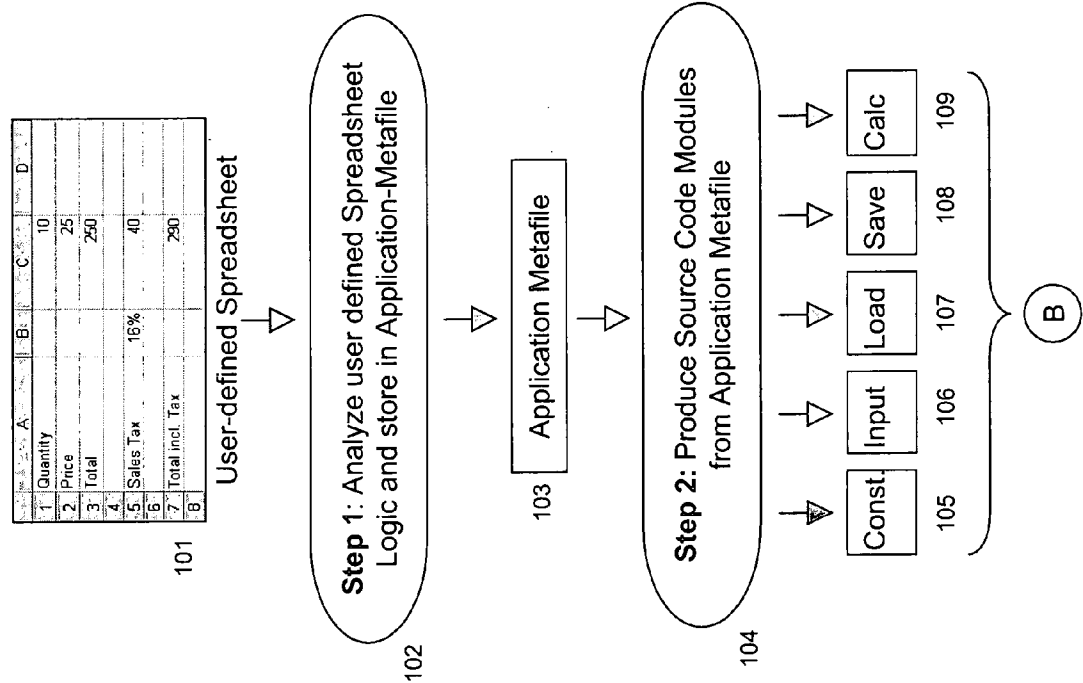 A B C D
1 Quantity 10
2 Price 25
3 Total 250
4
5 Sales Tax 16% 40
6
7 Total incl. Tax 290
8
101
User-defined Spreadsheet
Step 1: Analyze user defined Spreadsheet
Logic and store in Application-Metafile
102
Application Metafile
103
Step 2: Produce Source Code Modules
from Application Metafile
104
Const. Input Load Save Calc
105 106 107 108 109
B